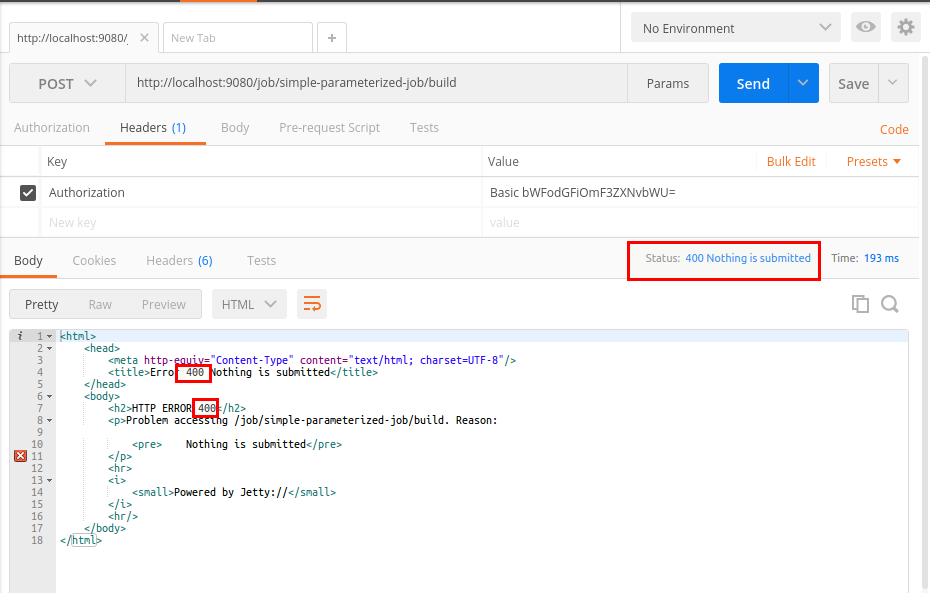 http://localhost:9080/j
New Tab
No Environment
POST
http://localhost:9080/job/simple-parameterized-job/build
Params
Send
Save
Authorization
Headers (1)
Body
Pre-request Script
Tests
Code
Key
Value
Bulk Edit
Presets
Authorization
Basic bWFodGFiOmF3ZXNvbWU=
New key
value
Body
Cookies
Headers (6)
Tests
Status: 400 Nothing is submitted
Time: 193 ms
Pretty
Raw
Preview
HTML
i 1 <html>
2 <head>
3 <meta http-equiv="Content-Type" content="text/html; charset=UTF-8"/>
4 <title>Error 400 Nothing is submitted</title>
5 </head>
6 <body>
7 <h2>HTTP ERROR 400</h2>
8 <p>Problem accessing /job/simple-parameterized-job/build. Reason:
9
10 <pre>    Nothing is submitted</pre>
11 </p>
12 <hr>
13 <i>
14 <small>Powered by Jetty://</small>
15 </i>
16 <hr/>
17 </body>
18 </html>